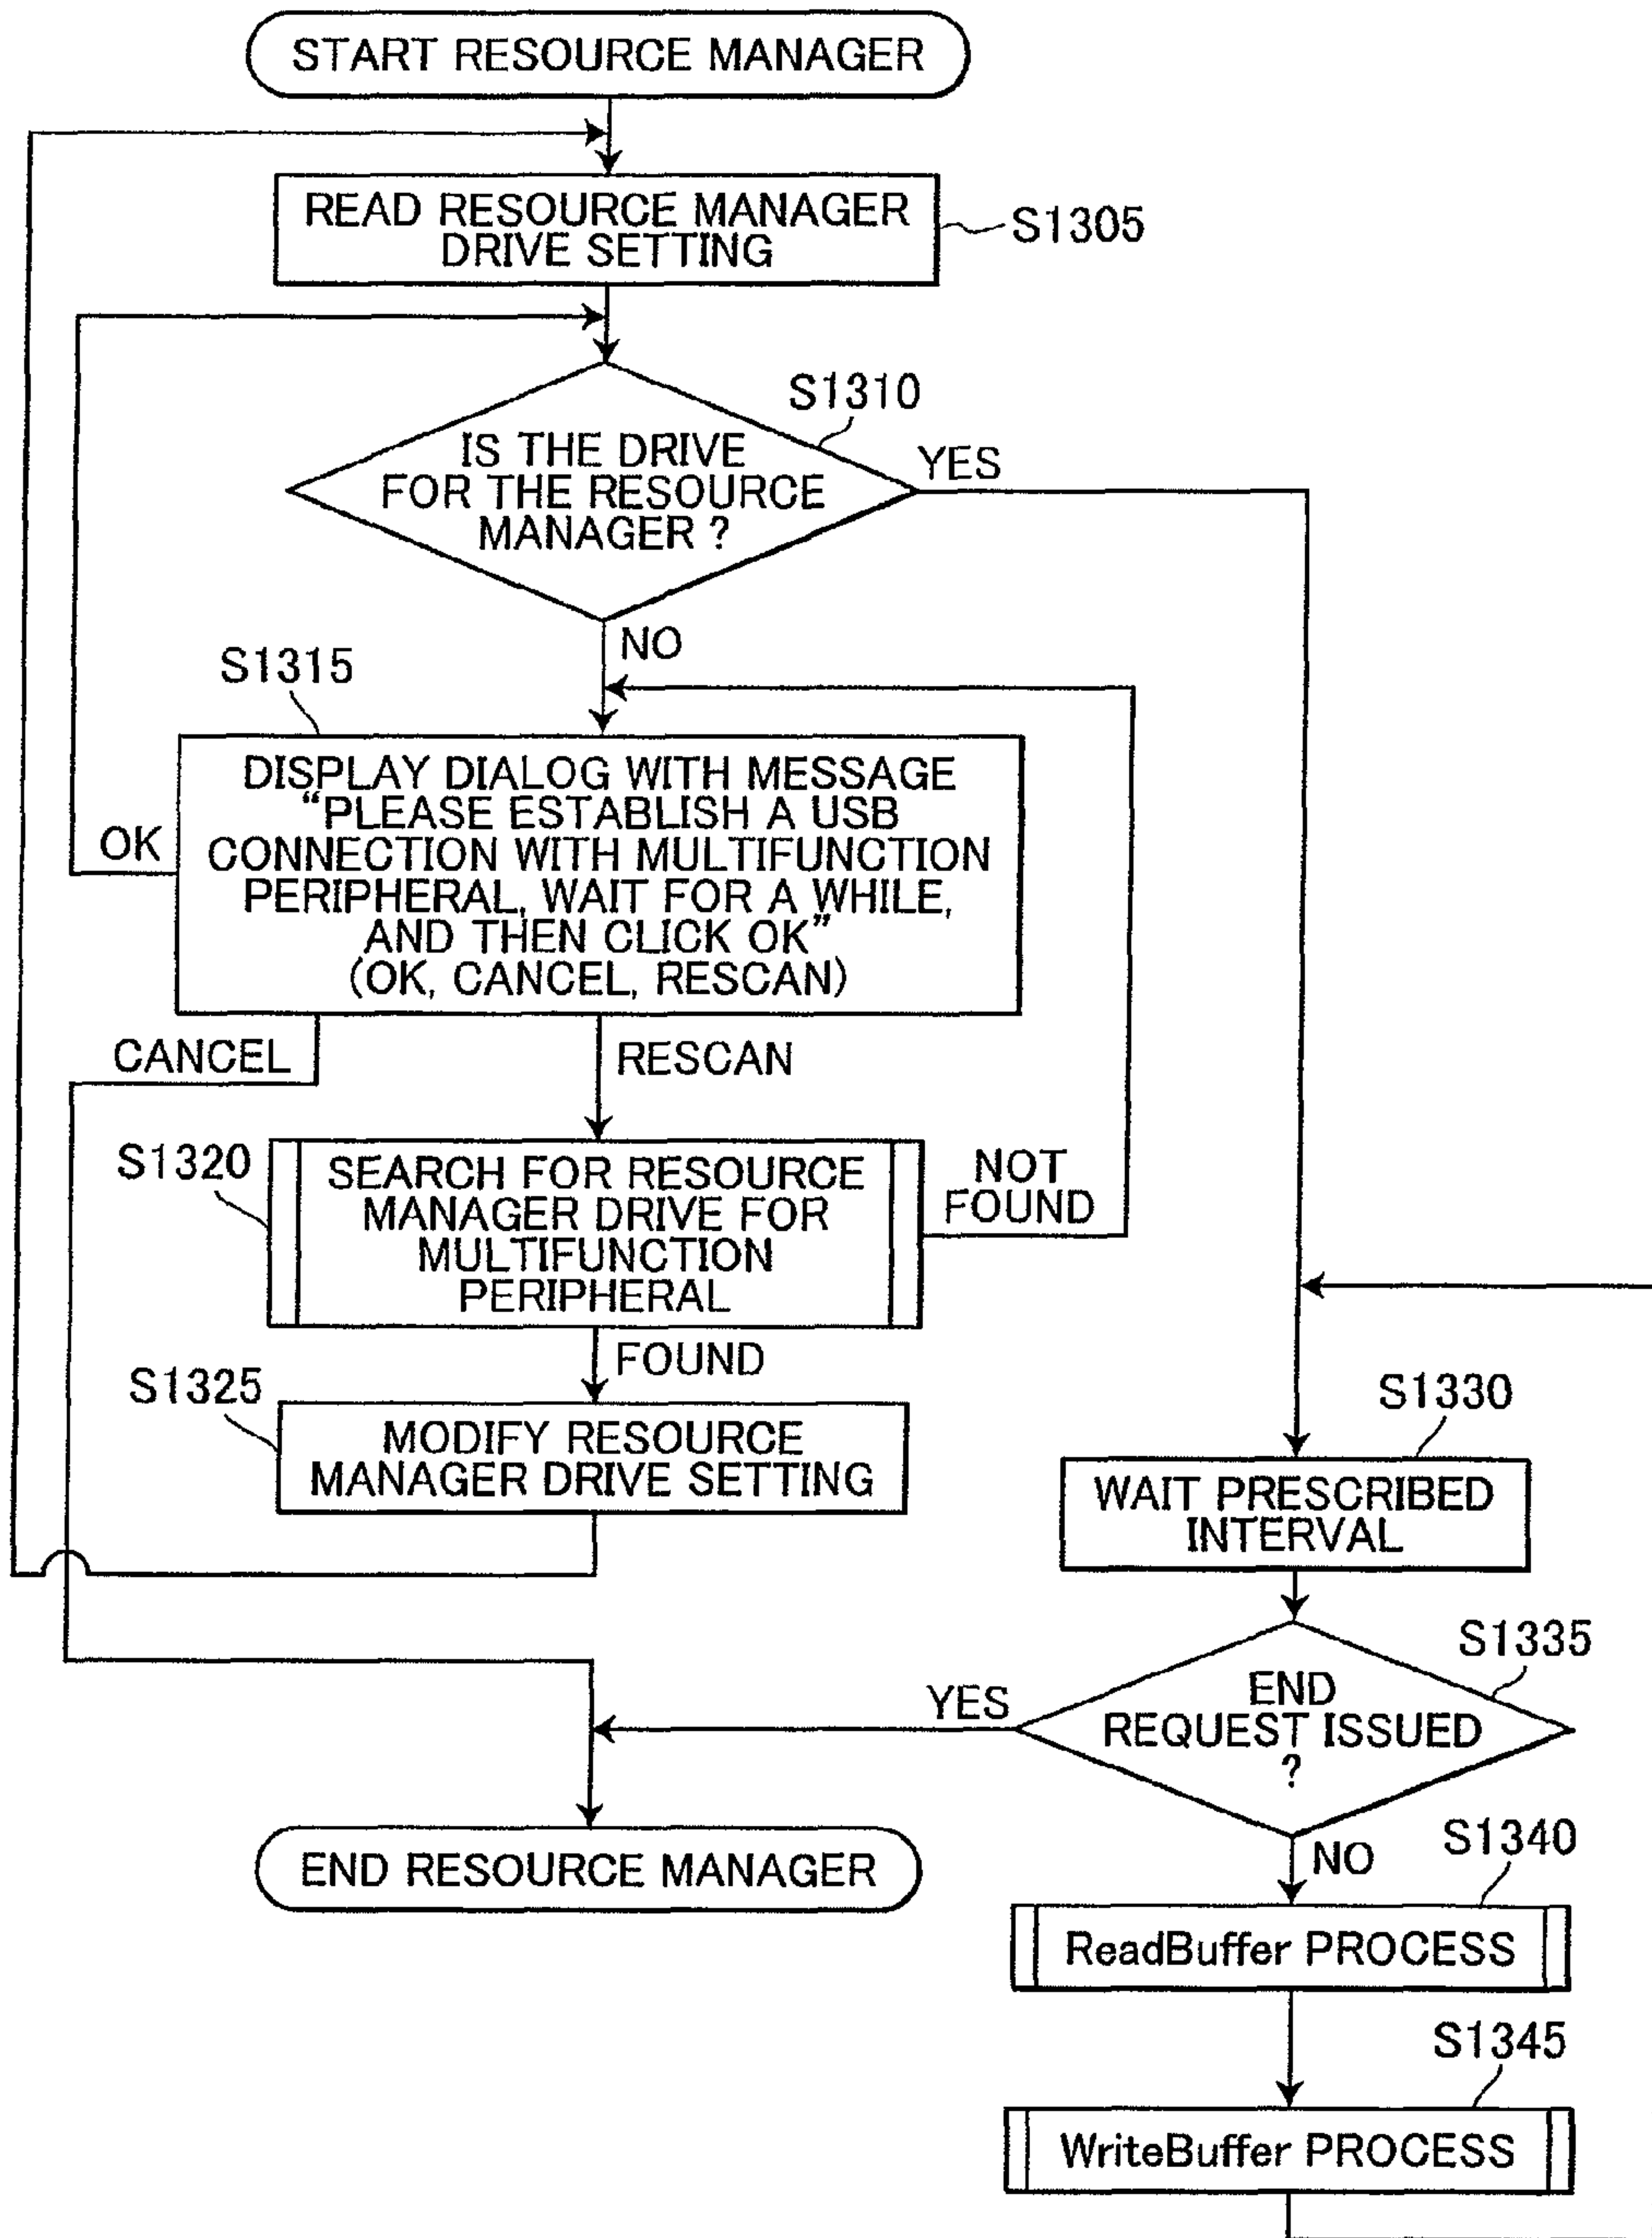 START RESOURCE MANAGER
READ RESOURCE MANAGER
DRIVE SETTING
S1305
S1310
IS THE DRIVE
FOR THE RESOURCE
MANAGER ?
YES
NO
S1315
DISPLAY DIALOG WITH MESSAGE
“PLEASE ESTABLISH A USB
CONNECTION WITH MULTIFUNCTION
PERIPHERAL, WAIT FOR A WHILE,
AND THEN CLICK OK”
(OK, CANCEL, RESCAN)
OK
CANCEL
RESCAN
S1320
SEARCH FOR RESOURCE
MANAGER DRIVE FOR
MULTIFUNCTION
PERIPHERAL
NOT
FOUND
FOUND
S1325
MODIFY RESOURCE
MANAGER DRIVE SETTING
S1330
WAIT PRESCRIBED
INTERVAL
S1335
END
REQUEST ISSUED
?
YES
END RESOURCE MANAGER
NO
S1340
ReadBuffer PROCESS
S1345
WriteBuffer PROCESS